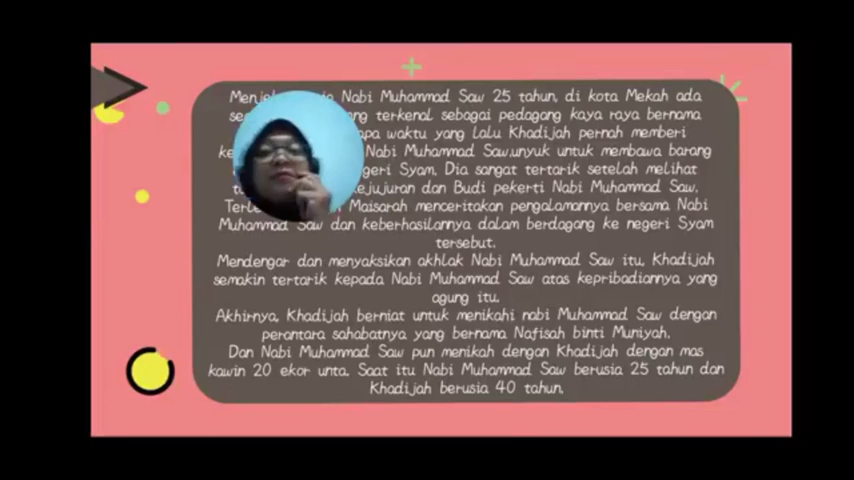 Nabi Muhammad Saw 25 tahun, di kota Mekah ada
terkenal sebagai pedagang kaya raya bernama
waktu yang lalu Khadijah pernah memberi
Nabi Muhammad Saw.unyuk untuk membawa barang
Syam. Dia sangat tertarik setelah melihat
kejujuran dan Budi pekerti Nabi Muhammad Saw.
Maisarah menceritakan pengalamannya bersama Nabi
Muhammad Saw dan keberhasilannya dalam berdagang ke negeri Syam
tersebut.
Mendengar dan menyaksikan akhlak Nabi Muhammad Saw itu, Khadijah
semakin tertarik kepada Nabi Muhammad Saw atas kepribadiannya yang
agung itu.
Akhirnya, Khadijah berniat untuk menikahi nabi Muhammad Saw dengan
perantara sahabatnya yang bernama Nafisah binti Muniyah.
Dan Nabi Muhammad Saw pun menikah dengan Khadijah dengan mas
kawin 20 ekor unta. Saat itu Nabi Muhammad Saw berusia 25 tahun dan
Khadijah berusia 40 tahun.